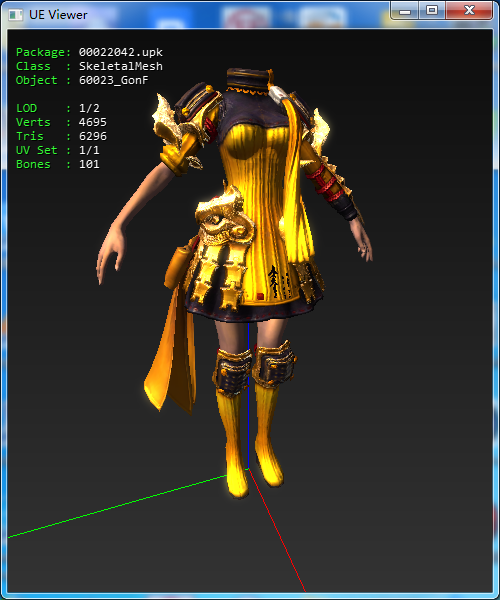 UE Viewer
Package: 00022042.upk
Class : SkeletalMesh
Object : 60023_GonF
LOD : 1/2
Verts : 4695
Tris : 6296
UV Set : 1/1
Bones : 101